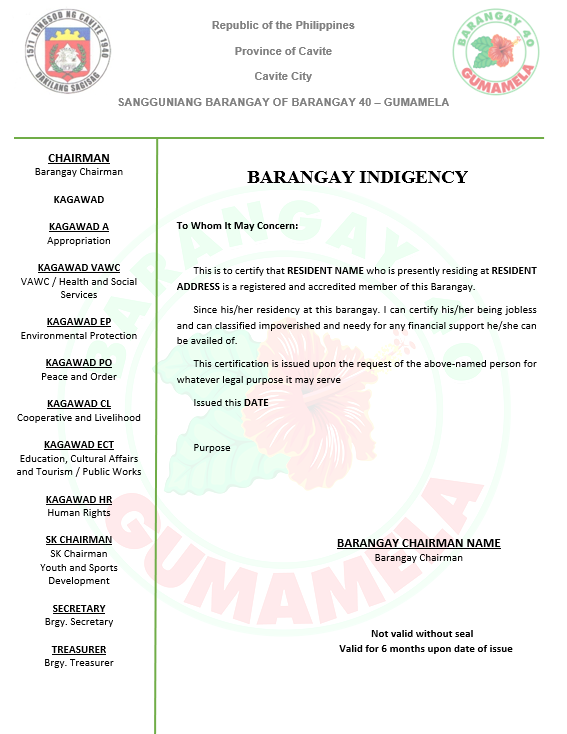 1571 LUNGSOD NG CAVITE 1940
DAKILANG SAGISAG
Republic of the Philippines
Province of Cavite
Cavite City
SANGGUNIANG BARANGAY OF BARANGAY 40 – GUMAMELA
BARANGAY 40
GUMAMELA
CHAIRMAN
Barangay Chairman
KAGAWAD
KAGAWAD A
Appropriation
KAGAWAD VAWC
VAWC / Health and Social
Services
KAGAWAD EP
Environmental Protection
KAGAWAD PO
Peace and Order
KAGAWAD CL
Cooperative and Livelihood
KAGAWAD ECT
Education, Cultural Affairs
and Tourism / Public Works
KAGAWAD HR
Human Rights
SK CHAIRMAN
SK Chairman
Youth and Sports
Development
SECRETARY
Brgy. Secretary
TREASURER
Brgy. Treasurer
BARANGAY INDIGENCY
To Whom It May Concern:
This is to certify that RESIDENT NAME who is presently residing at RESIDENT
ADDRESS is a registered and accredited member of this Barangay.
Since his/her residency at this barangay. I can certify his/her being jobless
and can classified impoverished and needy for any financial support he/she can
be availed of.
This certification is issued upon the request of the above-named person for
whatever legal purpose it may serve
Issued this DATE
Purpose
BARANGAY CHAIRMAN NAME
Barangay Chairman
Not valid without seal
Valid for 6 months upon date of issue
BARANGAY 40
GUMAMELA